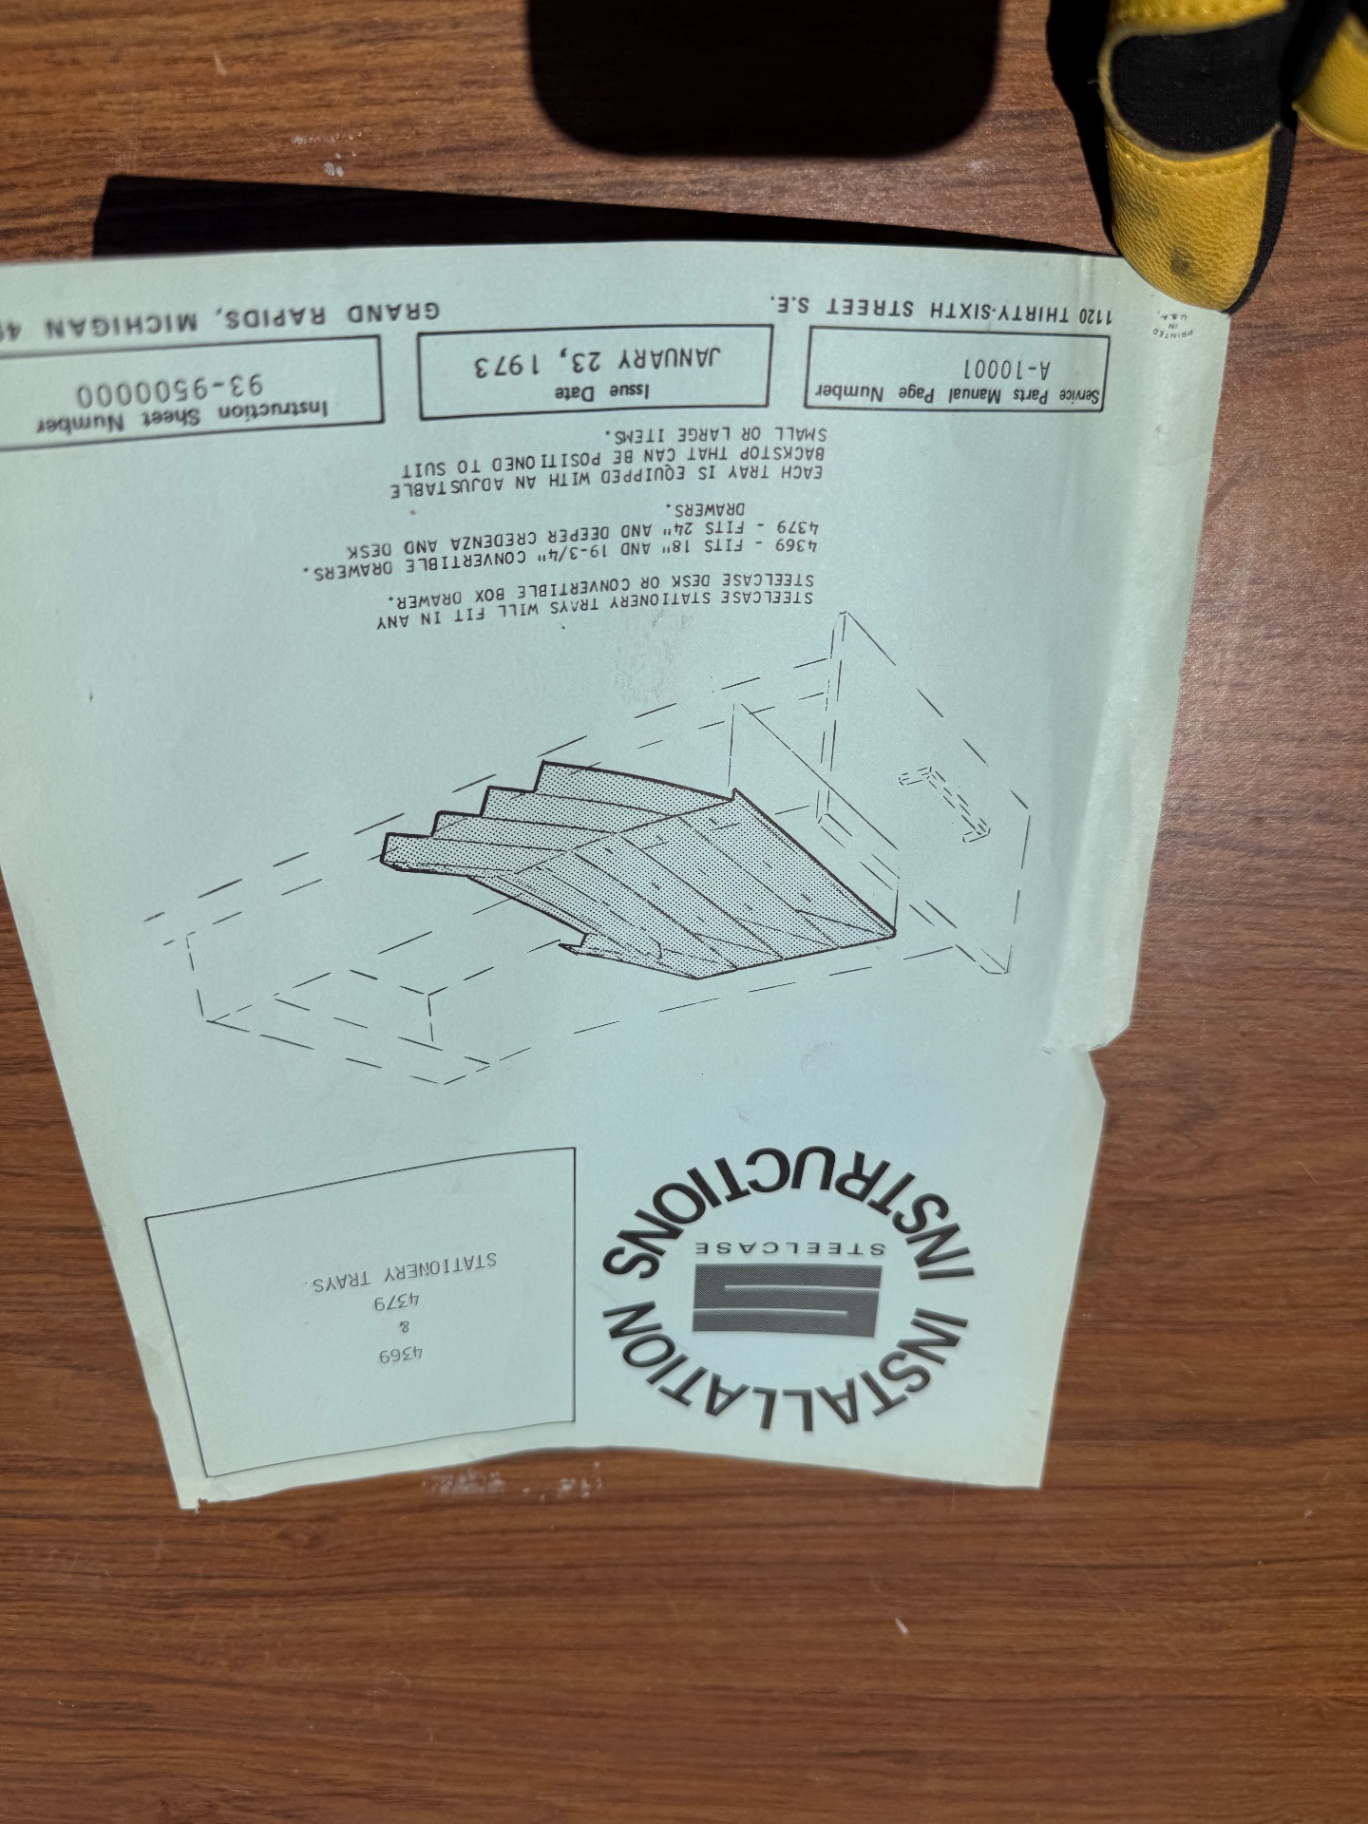 INSTALLATION INSTRUCTIONS
STEELCASE
4369
&
4379
STATIONERY TRAYS.
STEELCASE STATIONERY TRAYS WILL FIT IN ANY
STEELCASE DESK OR CONVERTIBLE BOX DRAWER.
4369 - FITS 18" AND 19-3/4" CONVERTIBLE DRAWERS.
4379 - FITS 24" AND DEEPER CREDENZA AND DESK
DRAWERS.
EACH TRAY IS EQUIPPED WITH AN ADJUSTABLE
BACKSTOP THAT CAN BE POSITIONED TO SUIT
SMALL OR LARGE ITEMS.
Service Parts Manual Page Number
A-10001
Issue Date
JANUARY 23, 1973
Instruction Sheet Number
93-9500000
PRINTED
IN
U.S.A.
1120 THIRTY-SIXTH STREET S.E.
GRAND RAPIDS, MICHIGAN